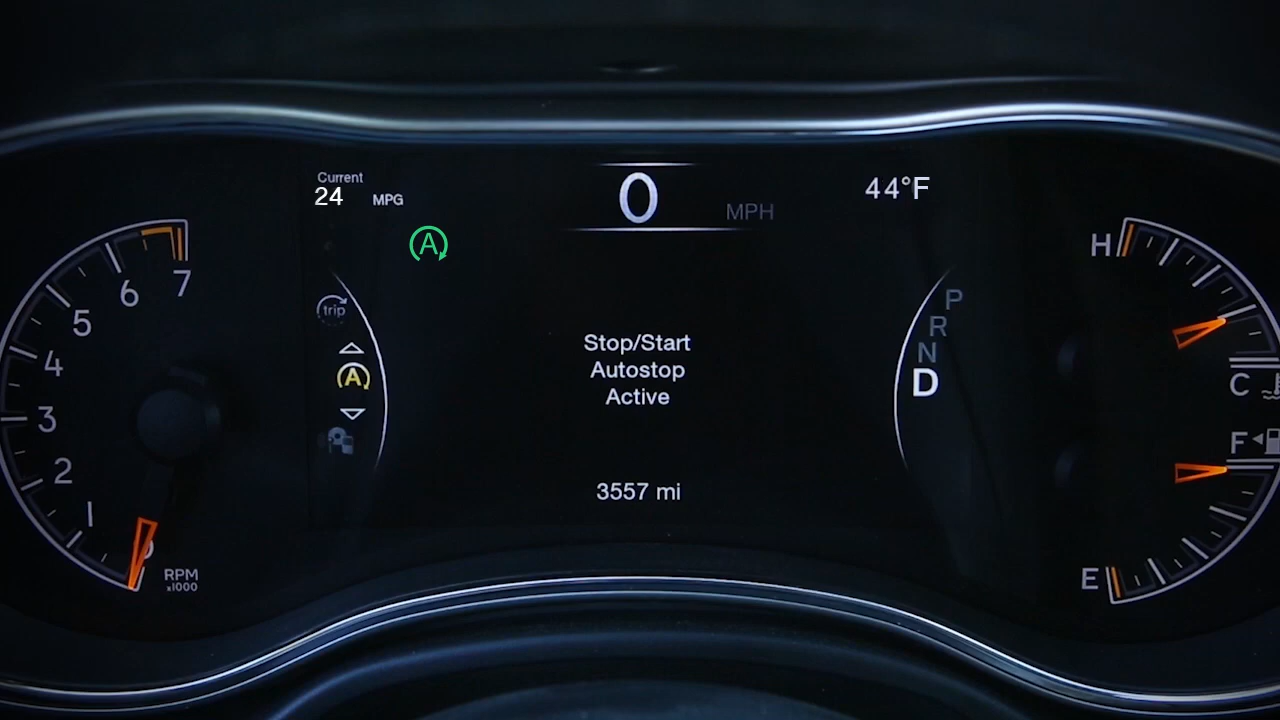 Current
24 MPG
0 MPH
44°F
A
trip
A
Stop/Start
Autostop
Active
3557 mi
P
R
N
D
7
6
5
4
3
2
1
0
RPM
x1000
H
C
F
E